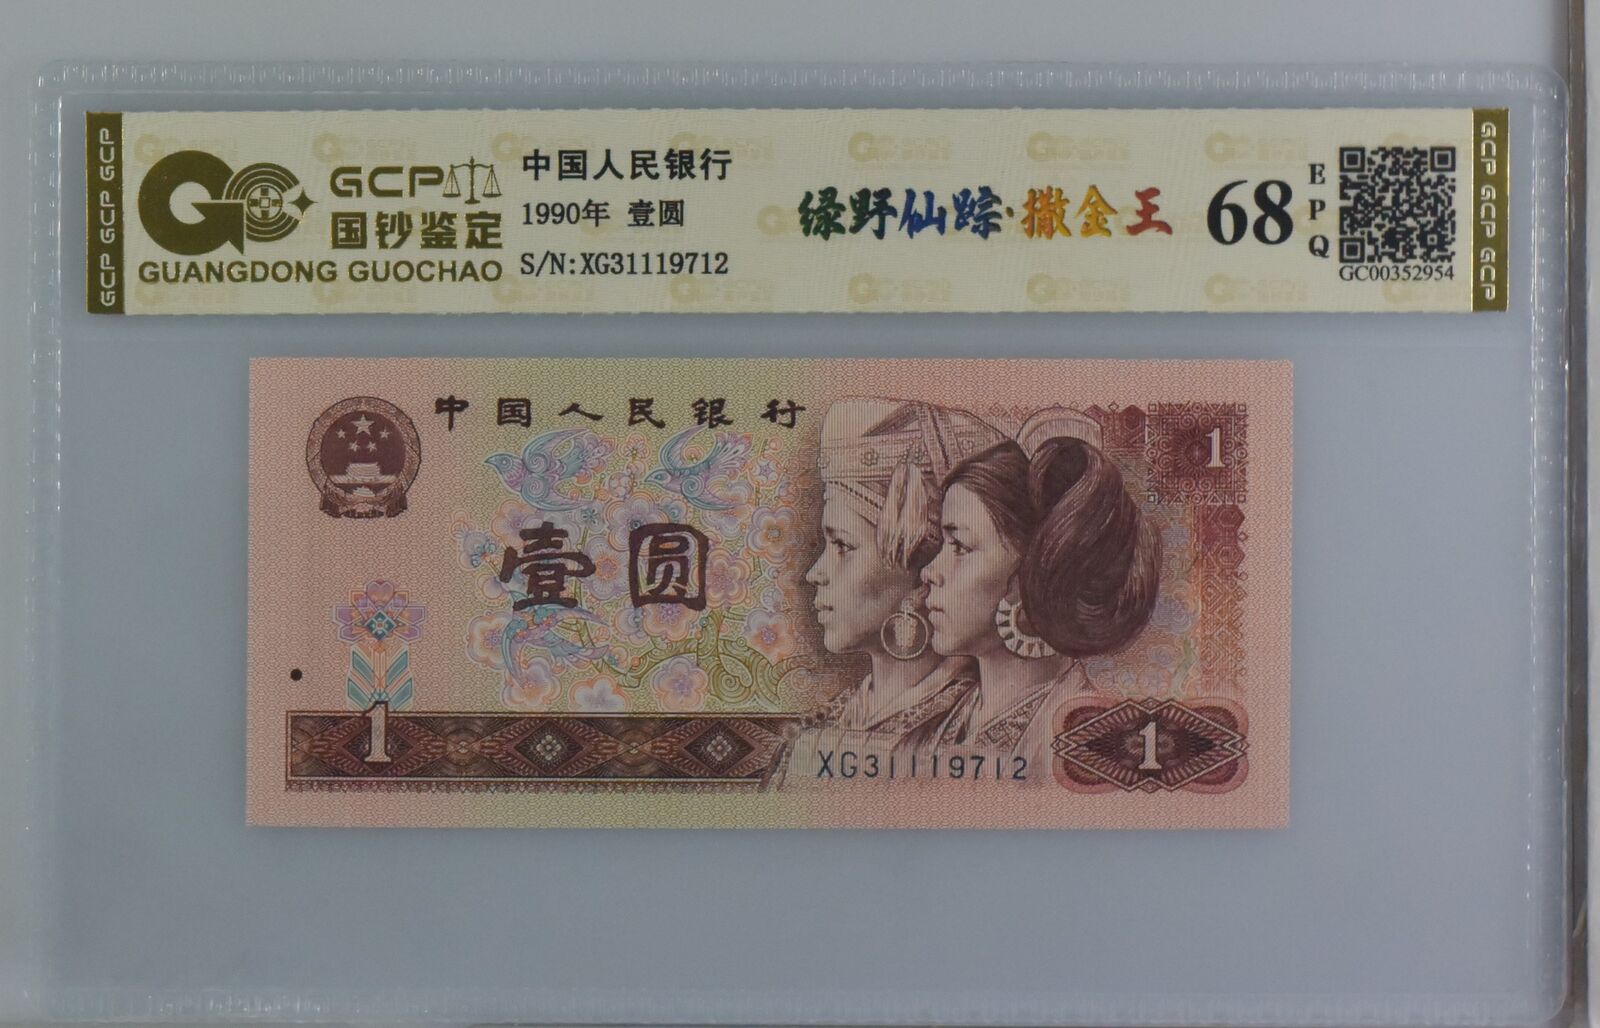 GCP GCP GCP
GCP
国钞鉴定
GUANGDONG GUOCHAO
中国人民银行
1990年 壹圆
S/N:XG31119712
绿野仙踪·撒金王
68
EPQ
GC00352954
GCP GCP GCP
中国人民银行
1
壹圆
1
XG31119712
1